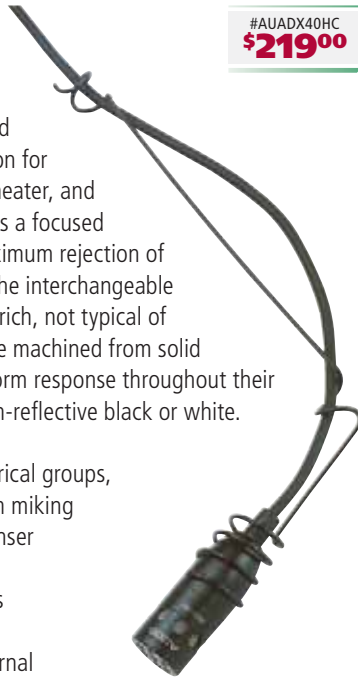 #AUADX40HC
$219⁰⁰
on for
eater, and
s a focused
ximum rejection of
he interchangeable
rich, not typical of
e machined from solid
orm response throughout their
n-reflective black or white.
rical groups,
n miking
nser
s
rnal